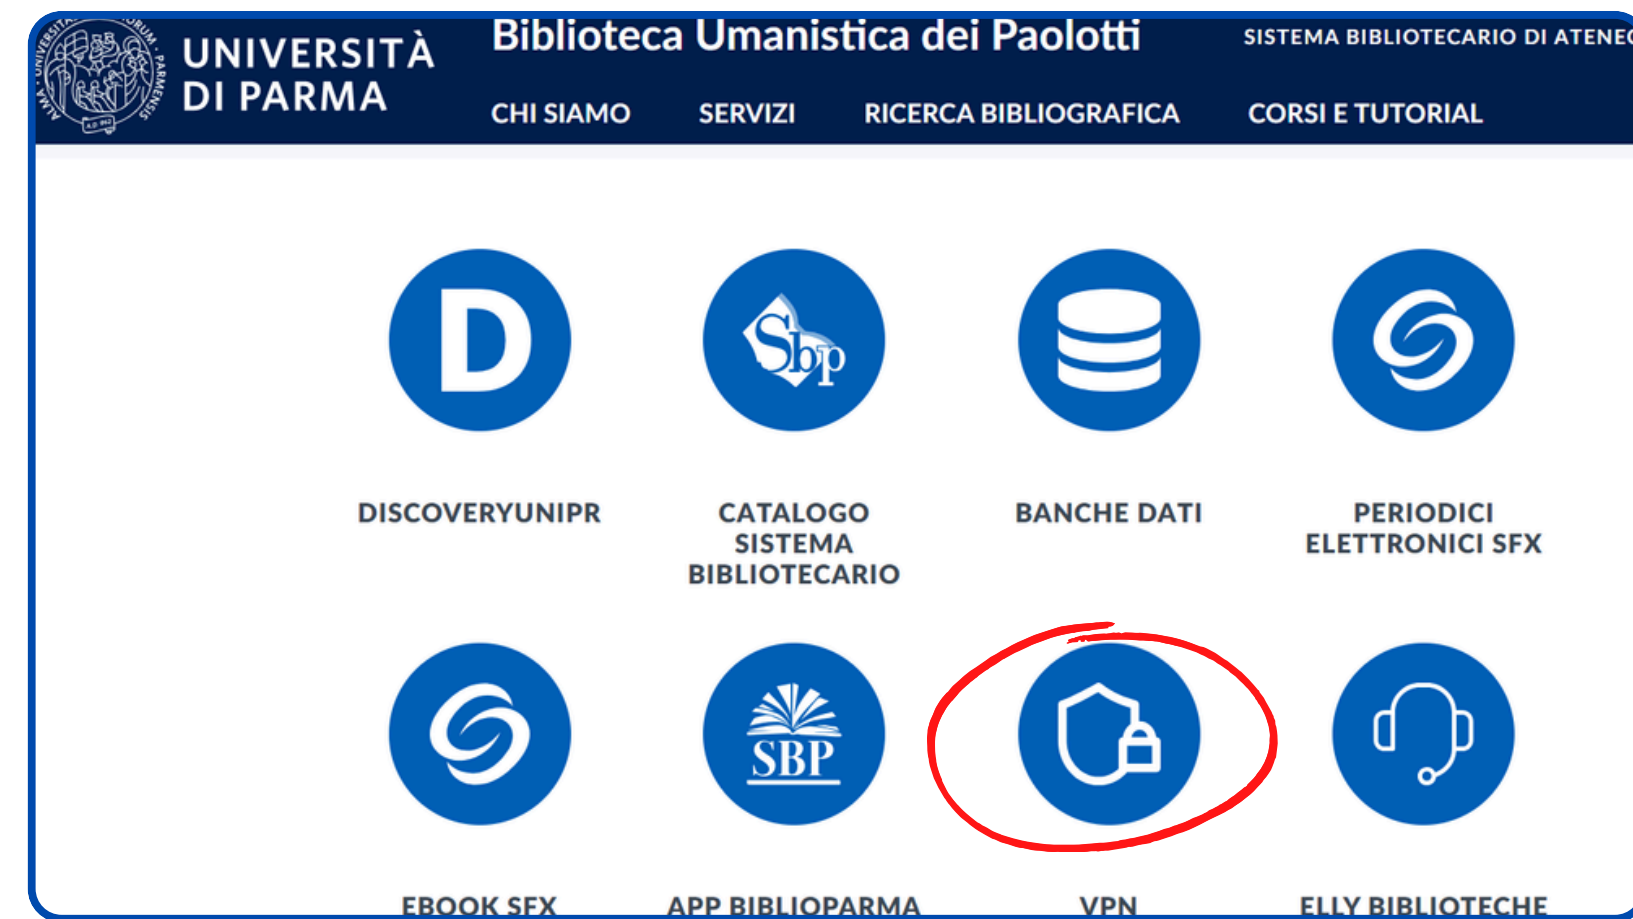 UNIVERSITÀ
DI PARMA
Biblioteca Umanistica dei Paolotti
SISTEMA BIBLIOTECARIO DI ATENEO
CHI SIAMO SERVIZI RICERCA BIBLIOGRAFICA CORSI E TUTORIAL
D
Sbp
DISCOVERYUNIPR
CATALOGO
SISTEMA
BIBLIOTECARIO
BANCHE DATI
PERIODICI
ELETTRONICI SFX
SBP
EBOOK SFX
APP BIBLIOPARMA
VPN
ELLY BIBLIOTECHE